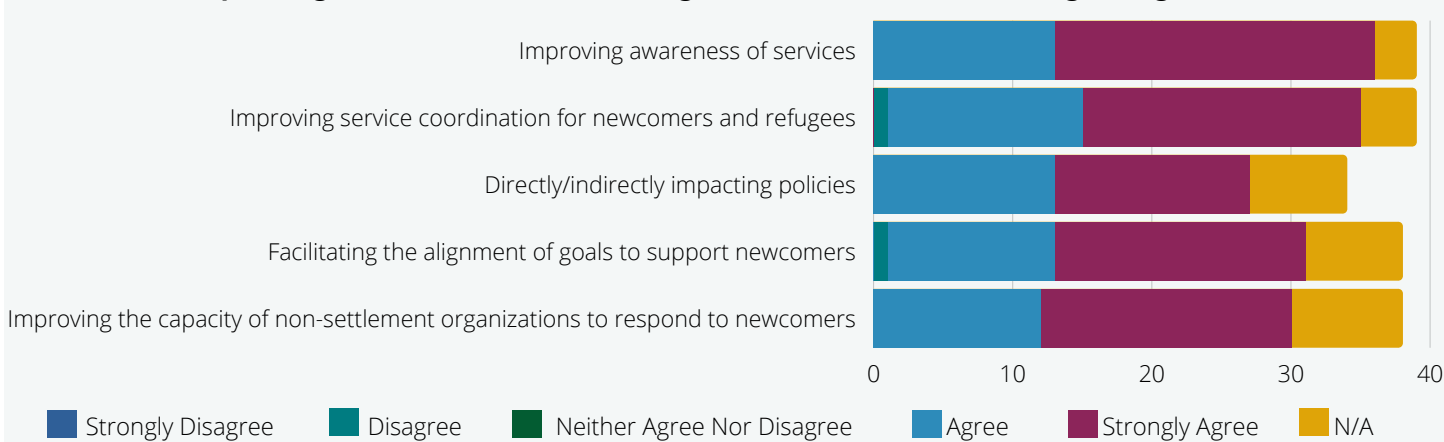 Improving awareness of services
Improving service coordination for newcomers and refugees
Directly/indirectly impacting policies
Facilitating the alignment of goals to support newcomers
Improving the capacity of non-settlement organizations to respond to newcomers
0 10 20 30 40
Strongly Disagree Disagree Neither Agree Nor Disagree Agree Strongly Agree N/A